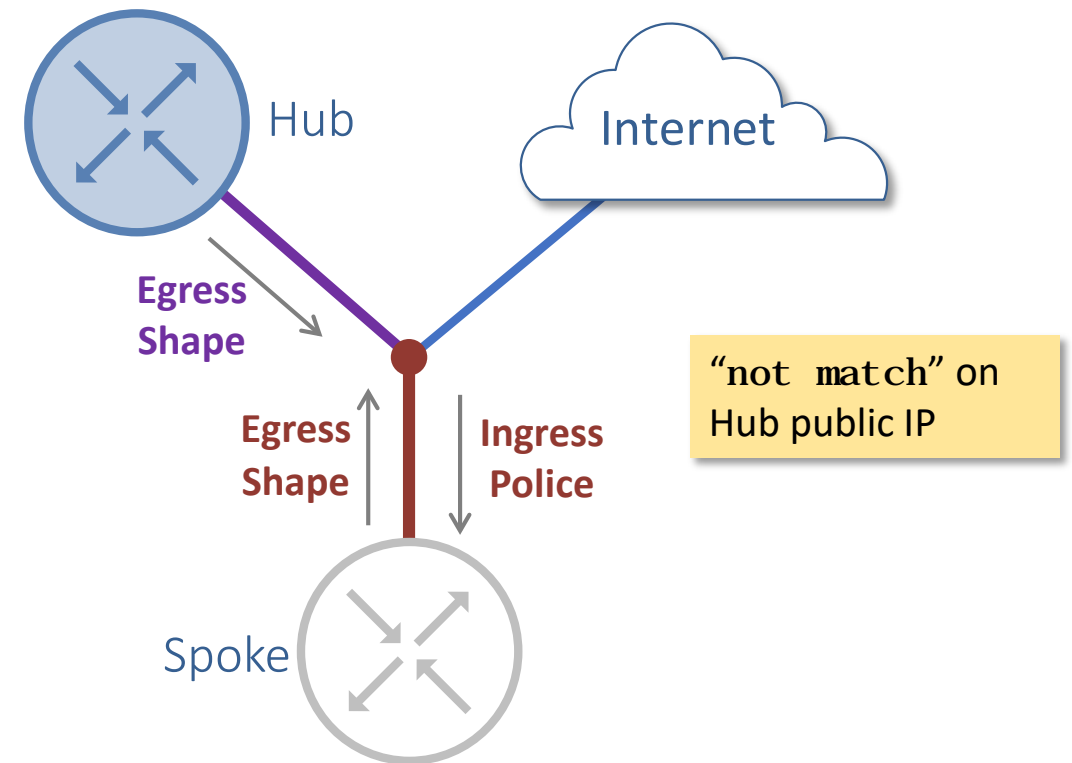 Hub
Internet
Egress
Shape
“not match” on
Hub public IP
Egress
Shape
Ingress
Police
Spoke